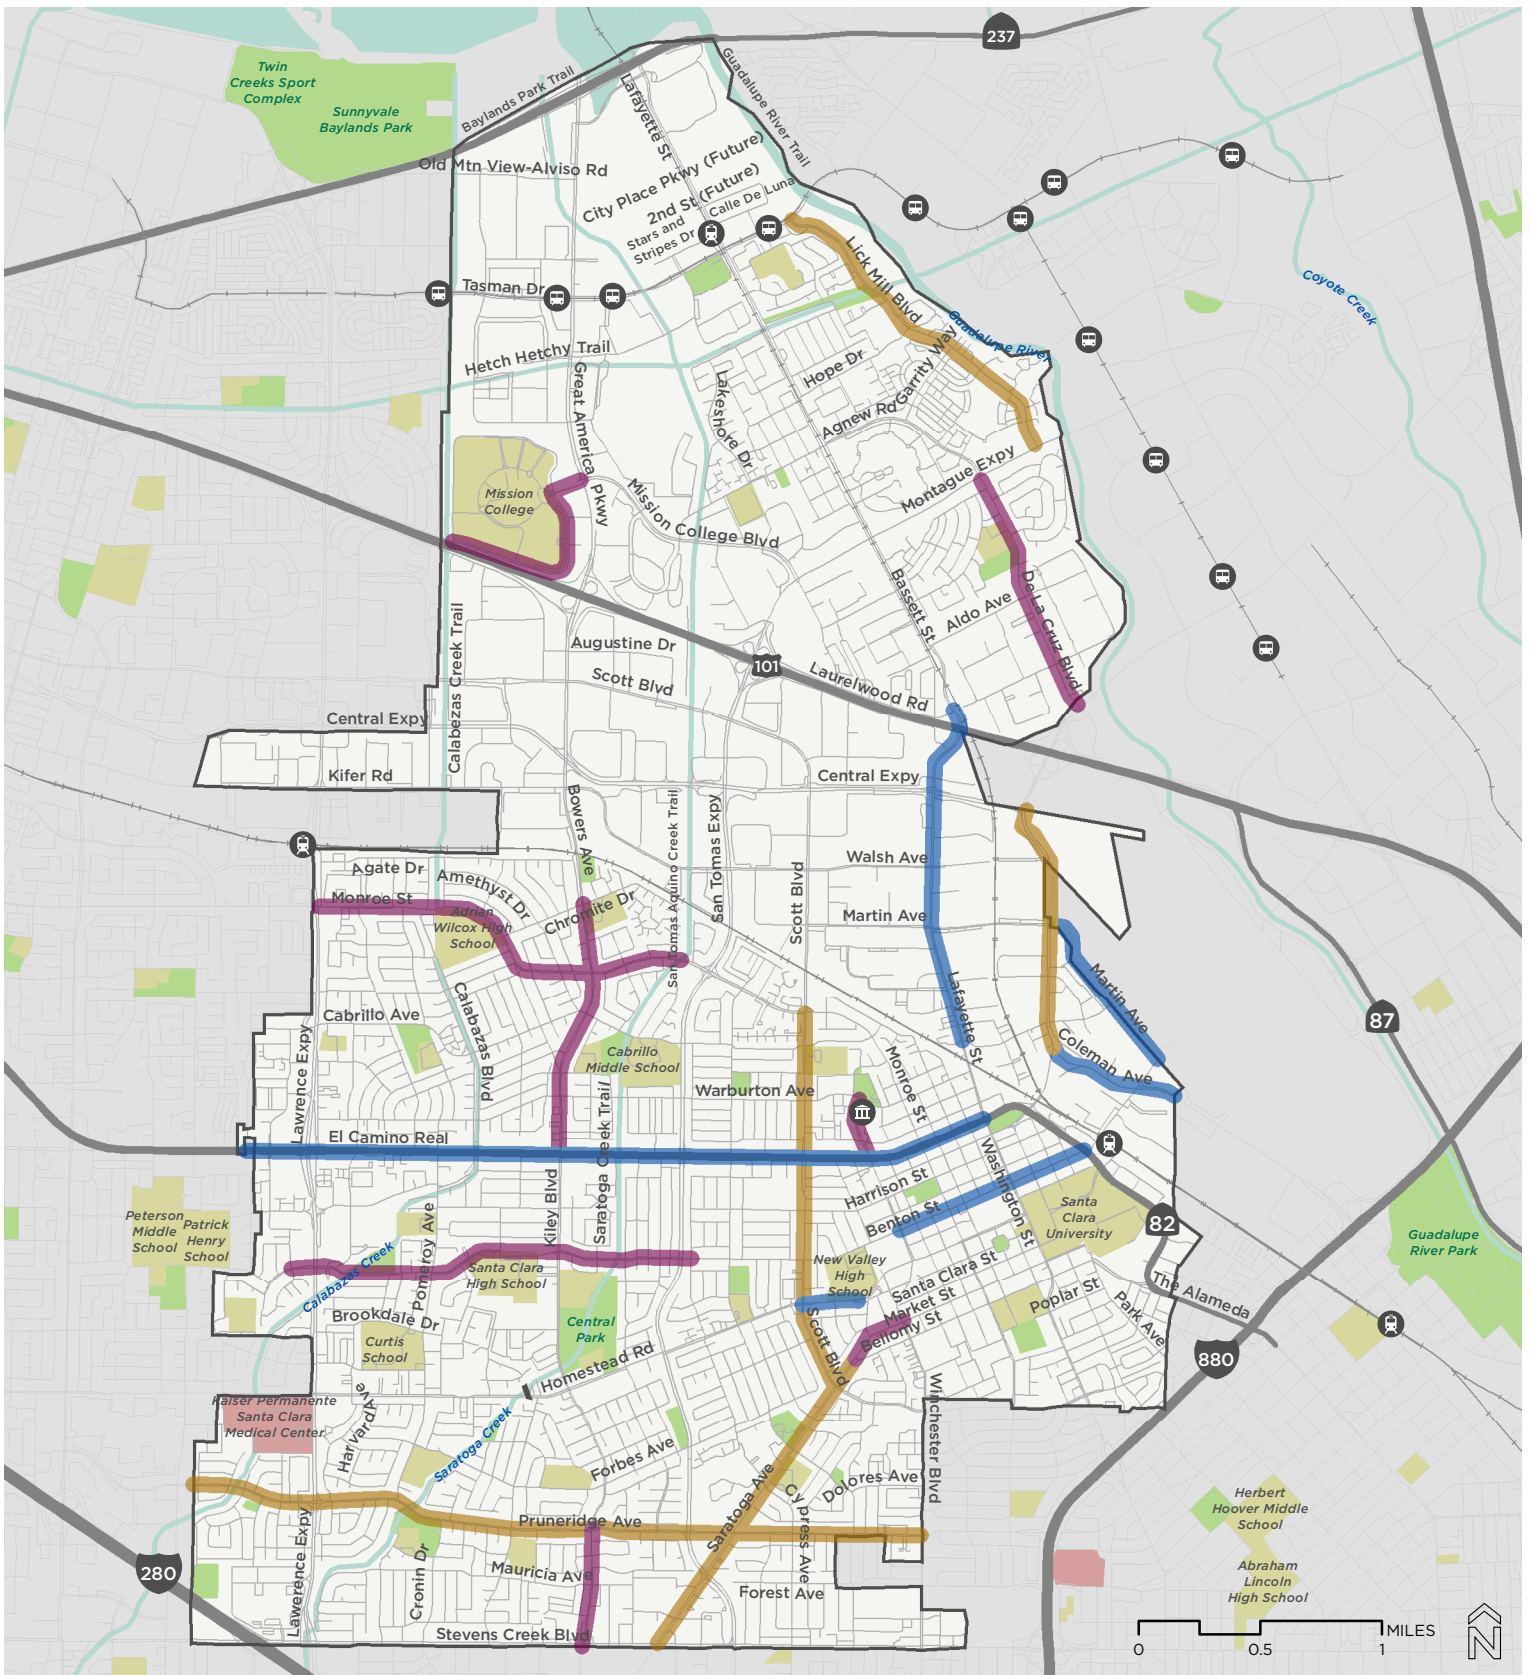 237
Twin
Creeks Sport
Complex
Sunnyvale
Baylands Park
Baylands Park Trail
Lafayette St
Guadalupe River Trail
Old Mtn View-Alviso Rd
City Place Pkwy (Future)
2nd St (Future)
Calle De Luna
Stars and
Stripes Dr
Lick Mill Blvd
Tasman Dr
Coyote Creek
Guadalupe River
Hetch Hetchy Trail
Great America Pkwy
Lakeshore Dr
Hope Dr
Garrity Way
Agnew Rd
Montague Expy
Mission
College
Mission College Blvd
Bassett St
Aldo Ave
De La Cruz Blvd
Calabezas Creek Trail
Augustine Dr
Scott Blvd
101
Laurelwood Rd
Central Expy
Kifer Rd
Central Expy
Bowers Ave
San Tomas Aquino Creek Trail
San Tomas Expy
Scott Blvd
Walsh Ave
Martin Ave
Agate Dr
Amethyst Dr
Monroe St
Chromite Dr
Adrian
Wilcox High
School
Lafayette St
Martin Ave
Coleman Ave
87
Cabrillo Ave
Calabazas Blvd
Lawrence Expy
Cabrillo
Middle School
Warburton Ave
Monroe St
Saratoga Creek Trail
El Camino Real
Kiley Blvd
Harrison St
Benton St
Washington St
Santa
Clara
University
82
Peterson
Middle
School
Patrick
Henry
School
Pomeroy Ave
Calabazas Creek
Santa Clara
High School
New Valley
High
School
Santa Clara St
Market St
Bellomy St
Poplar St
Park Ave
The Alameda
Guadalupe
River Park
Brookdale Dr
Curtis
School
Central
Park
Scott Blvd
Homestead Rd
880
Kaiser Permanente
Santa Clara
Medical Center
Harvard Ave
Saratoga Creek
Winchester Blvd
Forbes Ave
Saratoga Ave
Cypress Ave
Dolores Ave
Pruneridge Ave
Lawerence Expy
Cronin Dr
Mauricia Ave
Forest Ave
Stevens Creek Blvd
280
Herbert
Hoover Middle
School
Abraham
Lincoln
High School
MILES
0
0.5
1
N